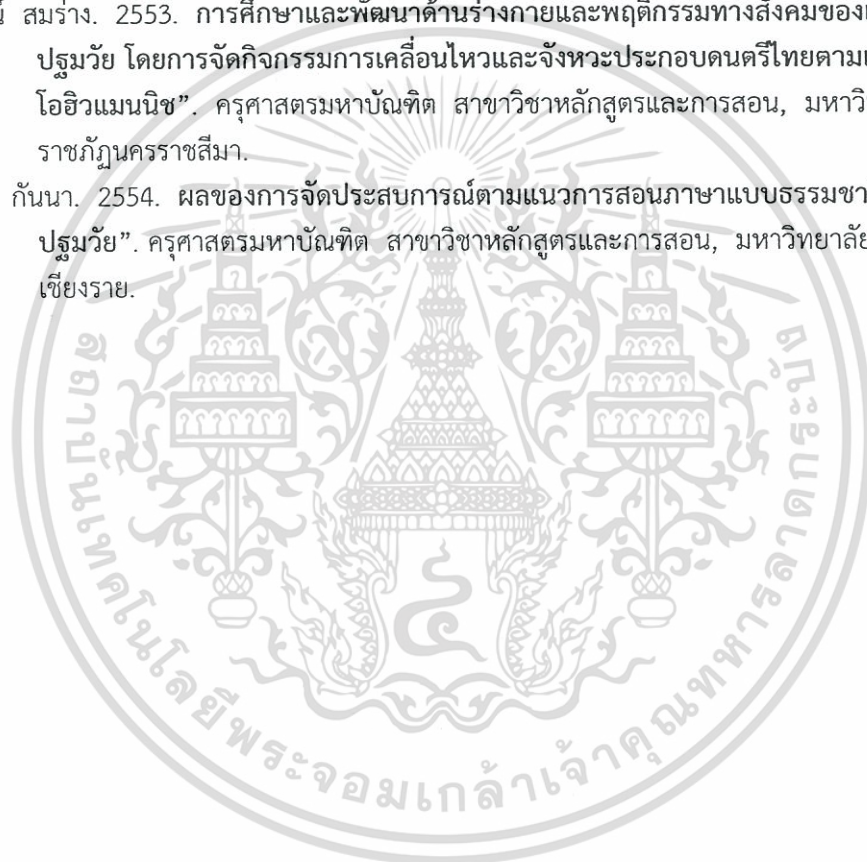 สมร่าง. 2553. การศึกษาและพัฒนาด้านร่างกายและพฤติกรรมทางสังคมของ
ปฐมวัย โดยการจัดกิจกรรมการเคลื่อนไหวและจังหวะประกอบดนตรีไทยตาม
โอฮิวแมนนิช”. ครุศาสตรมหาบัณฑิต สาขาวิชาหลักสูตรและการสอน, มหาวิ
ราชภัฏนครราชสีมา.
กันนา. 2554. ผลของการจัดประสบการณ์ตามแนวการสอนภาษาแบบธรรมชา
ปฐมวัย”. ครุศาสตรมหาบัณฑิต สาขาวิชาหลักสูตรและการสอน, มหาวิทยาลัย
เชียงราย.
สถาบันเทคโนโลยีพระจอมเกล้าเจ้าคุณทหารลาดกระบัง
๔